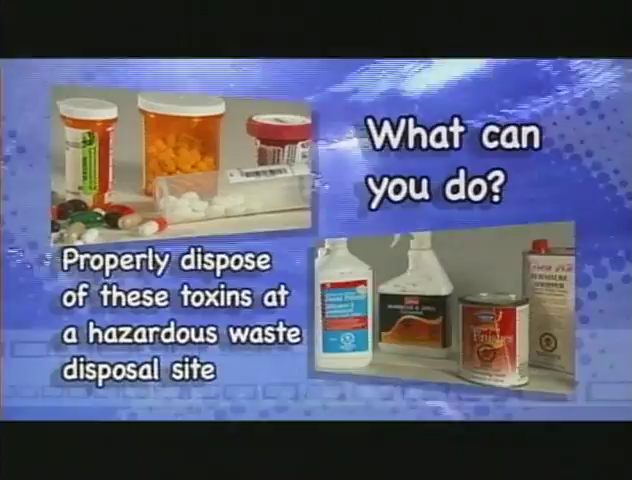 What can
you do?
Properly dispose
of these toxins at
a hazardous waste
disposal site